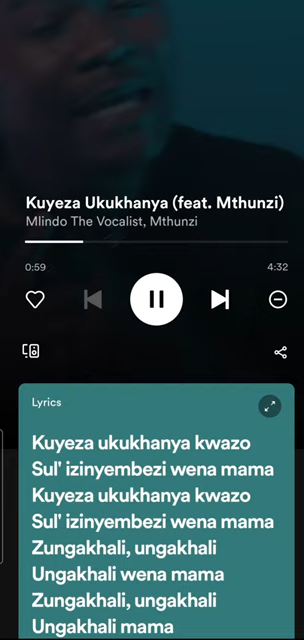 Kuyeza Ukukhanya (feat. Mthunzi)
Mlindo The Vocalist, Mthunzi
0:59
4:32
Lyrics
Kuyeza ukukhanya kwazo
Sul' izinyembezi wena mama
Kuyeza ukukhanya kwazo
Sul' izinyembezi wena mama
Zungakhali, ungakhali
Ungakhali wena mama
Zungakhali, ungakhali
Ungakhali mama